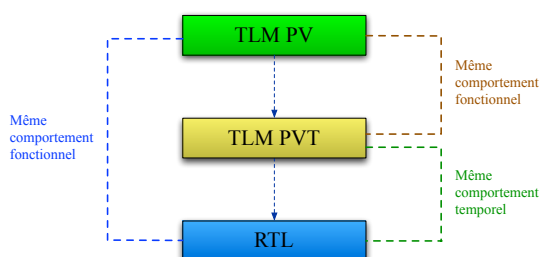 TLM PV
Même
comportement
fonctionnel
Même
comportement
fonctionnel
TLM PVT
Même
comportement
temporel
RTL